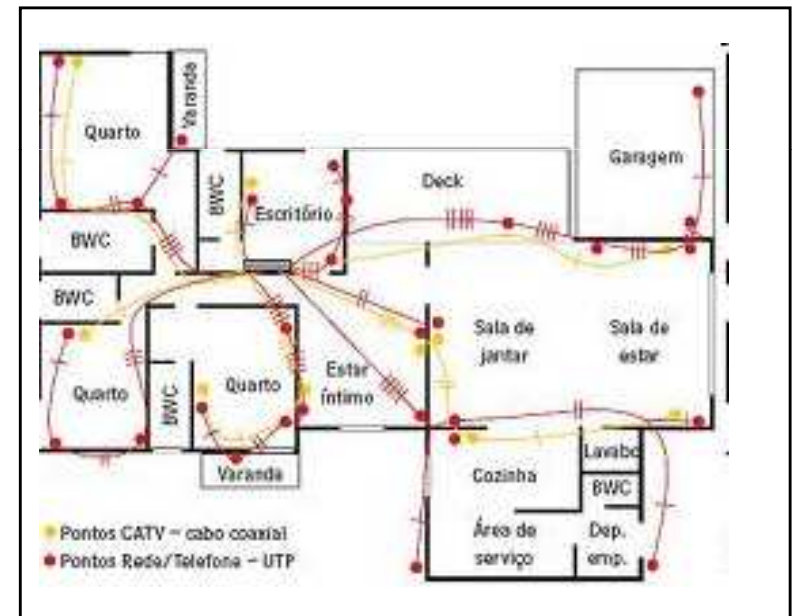 Varanda
Quarto
Garagem
Deck
BWC
Escritório
BWC
BWC
Sala de
jantar
Sala de
estar
Estar
íntimo
Quarto
Quarto
BWC
Lavabo
Cozinha
Varanda
BWC
Área de
serviço
Dep.
emp.
Pontos CATV – cabo coaxial
Pontos Rede/Telefone – UTP